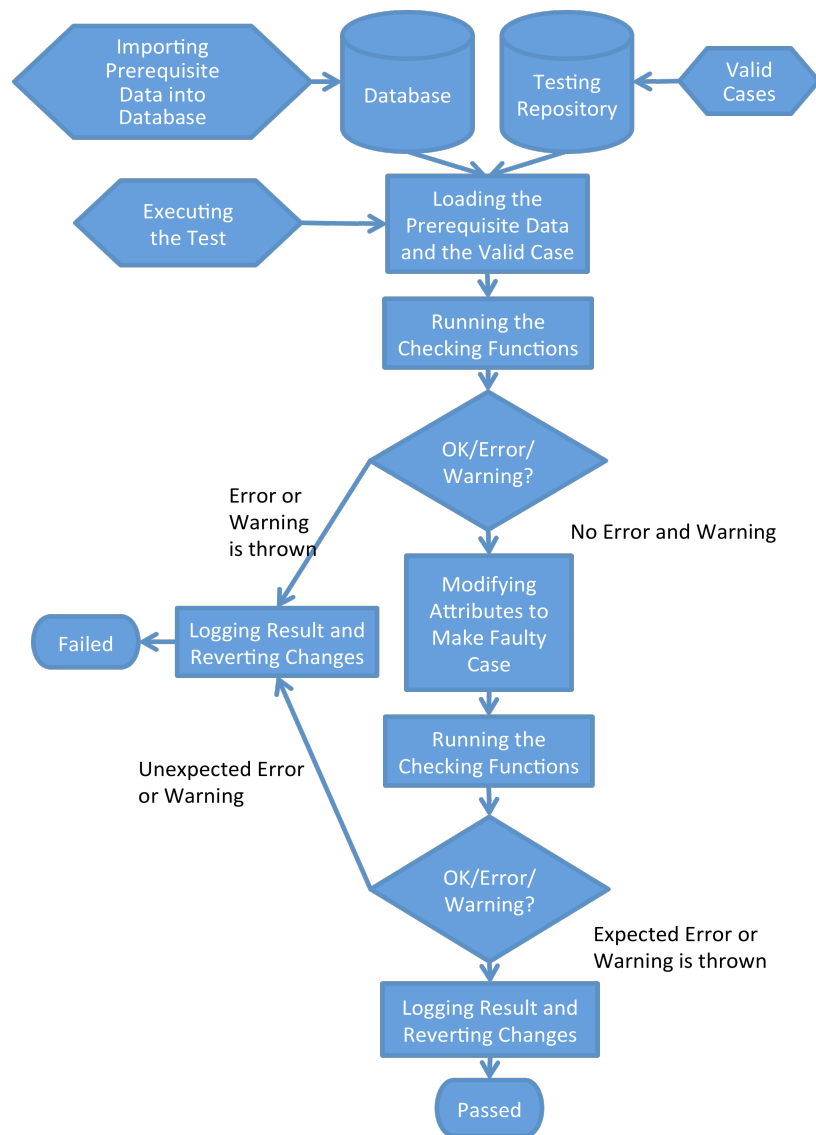 Importing
Prerequisite
Data into
Database
Database
Testing
Repository
Valid
Cases
Executing
the Test
Loading the
Prerequisite Data
and the Valid Case
Running the
Checking Functions
OK/Error/
Warning?
Error or
Warning
is thrown
No Error and Warning
Modifying
Attributes to
Make Faulty
Case
Logging Result and
Reverting Changes
Failed
Running the
Checking Functions
Unexpected Error
or Warning
OK/Error/
Warning?
Expected Error or
Warning is thrown
Logging Result and
Reverting Changes
Passed